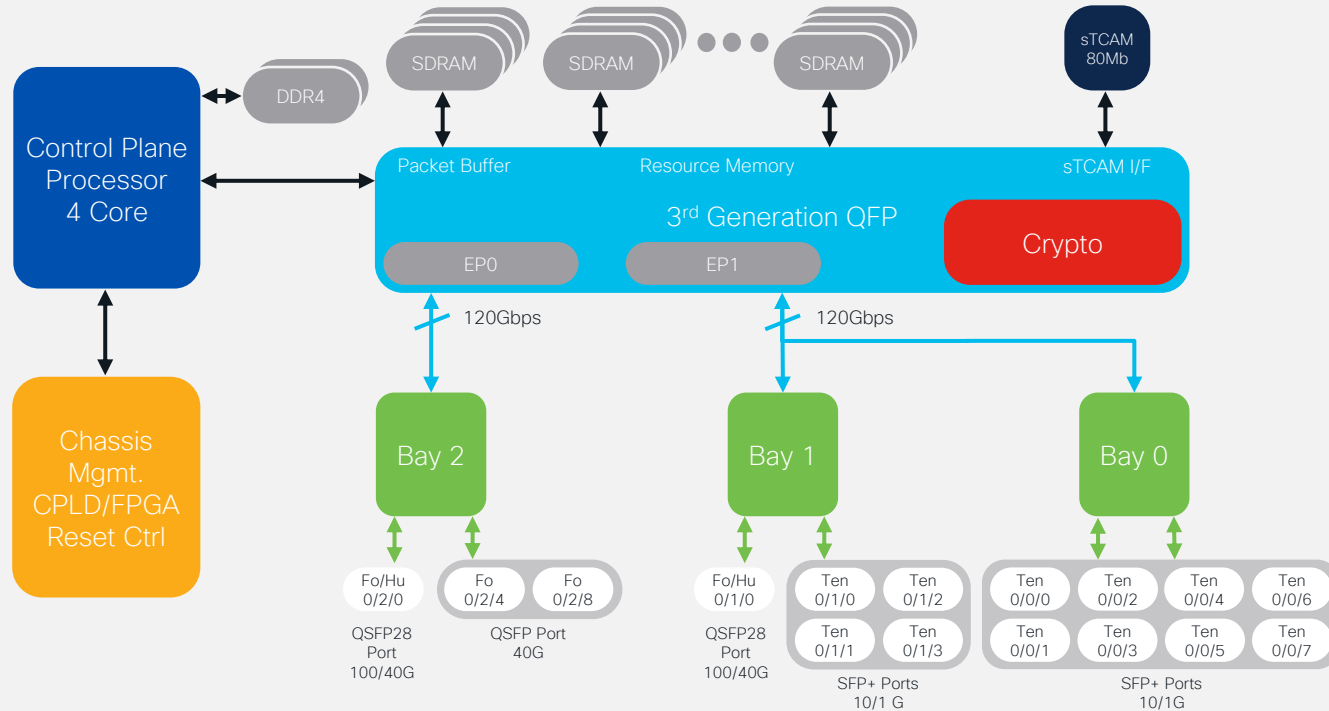 SDRAM
SDRAM
SDRAM
sTCAM
80Mb
DDR4
Control Plane
Processor
4 Core
Packet Buffer
Resource Memory
sTCAM I/F
3rd Generation QFP
Crypto
EP0
EP1
120Gbps
120Gbps
Chassis
Mgmt.
CPLD/FPGA
Reset Ctrl
Bay 2
Bay 1
Bay 0
Fo/Hu
0/2/0
QSFP28
Port
100/40G
Fo
0/2/4
Fo
0/2/8
QSFP Port
40G
Fo/Hu
0/1/0
QSFP28
Port
100/40G
Ten
0/1/0
Ten
0/1/2
Ten
0/1/1
Ten
0/1/3
SFP+ Ports
10/1 G
Ten
0/0/0
Ten
0/0/2
Ten
0/0/4
Ten
0/0/6
Ten
0/0/1
Ten
0/0/3
Ten
0/0/5
Ten
0/0/7
SFP+ Ports
10/1G